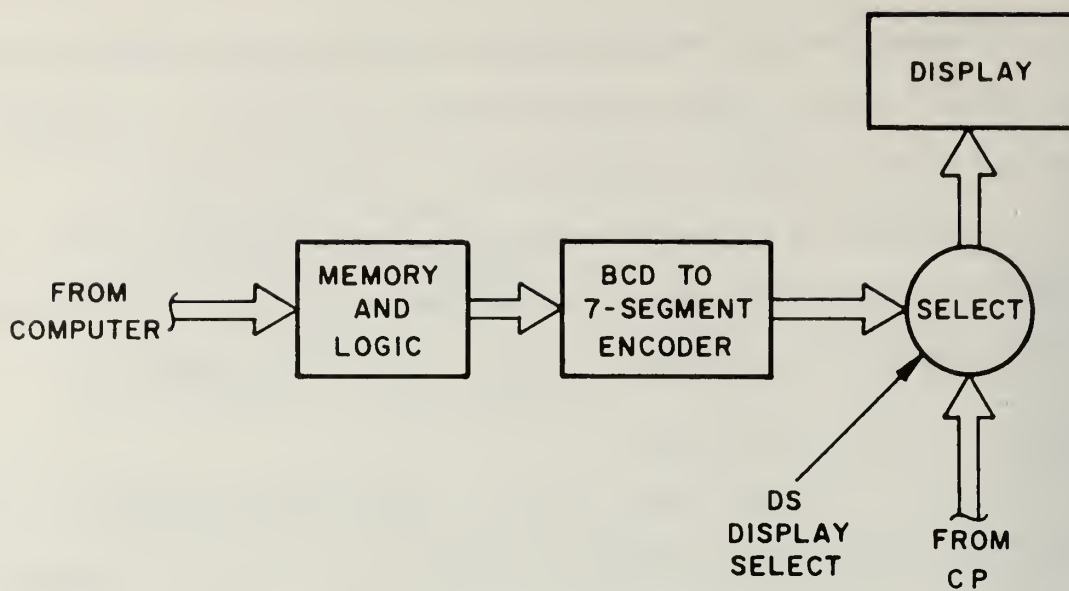 DISPLAY
FROM
COMPUTER
MEMORY
AND
LOGIC
BCD TO
7-SEGMENT
ENCODER
SELECT
DS
DISPLAY
SELECT
FROM
CP